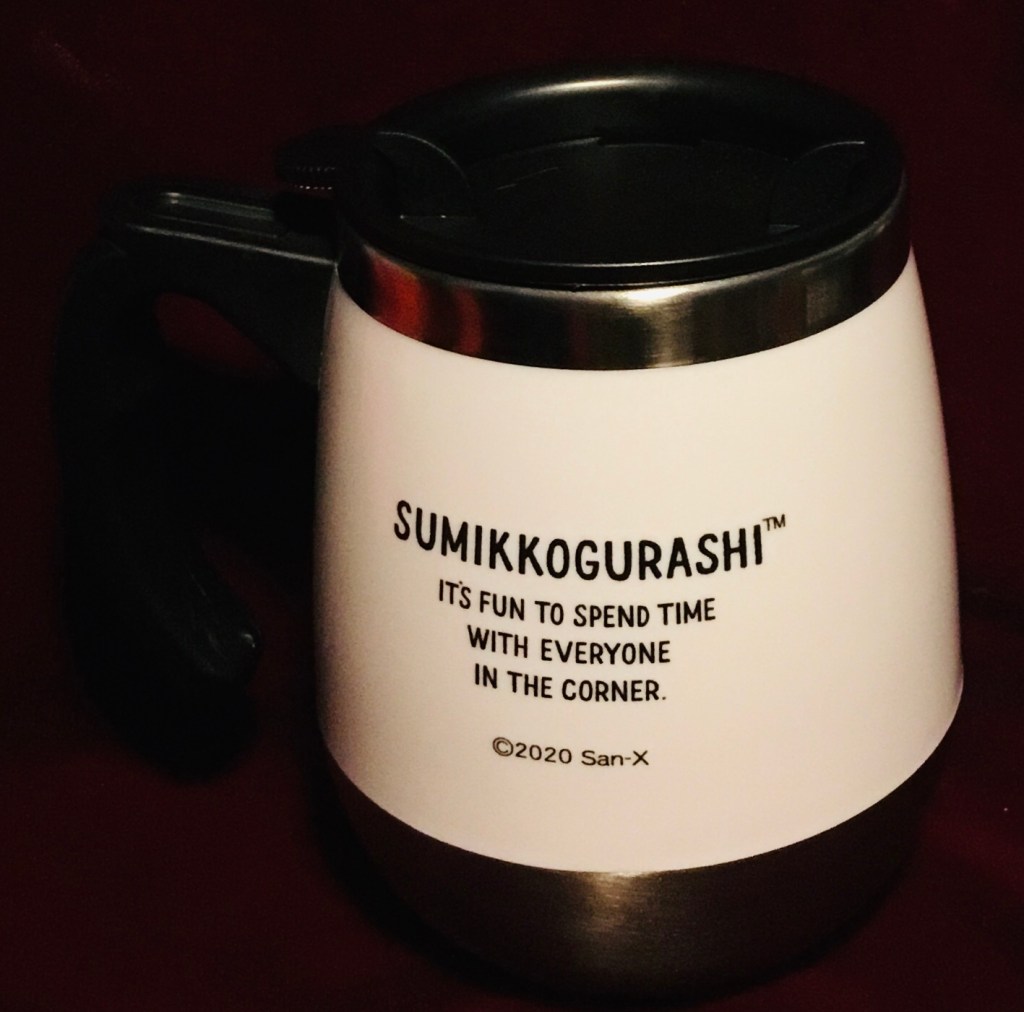 SUMIKKOGURASHI™
IT'S FUN TO SPEND TIME
WITH EVERYONE
IN THE CORNER.
©2020 San-X